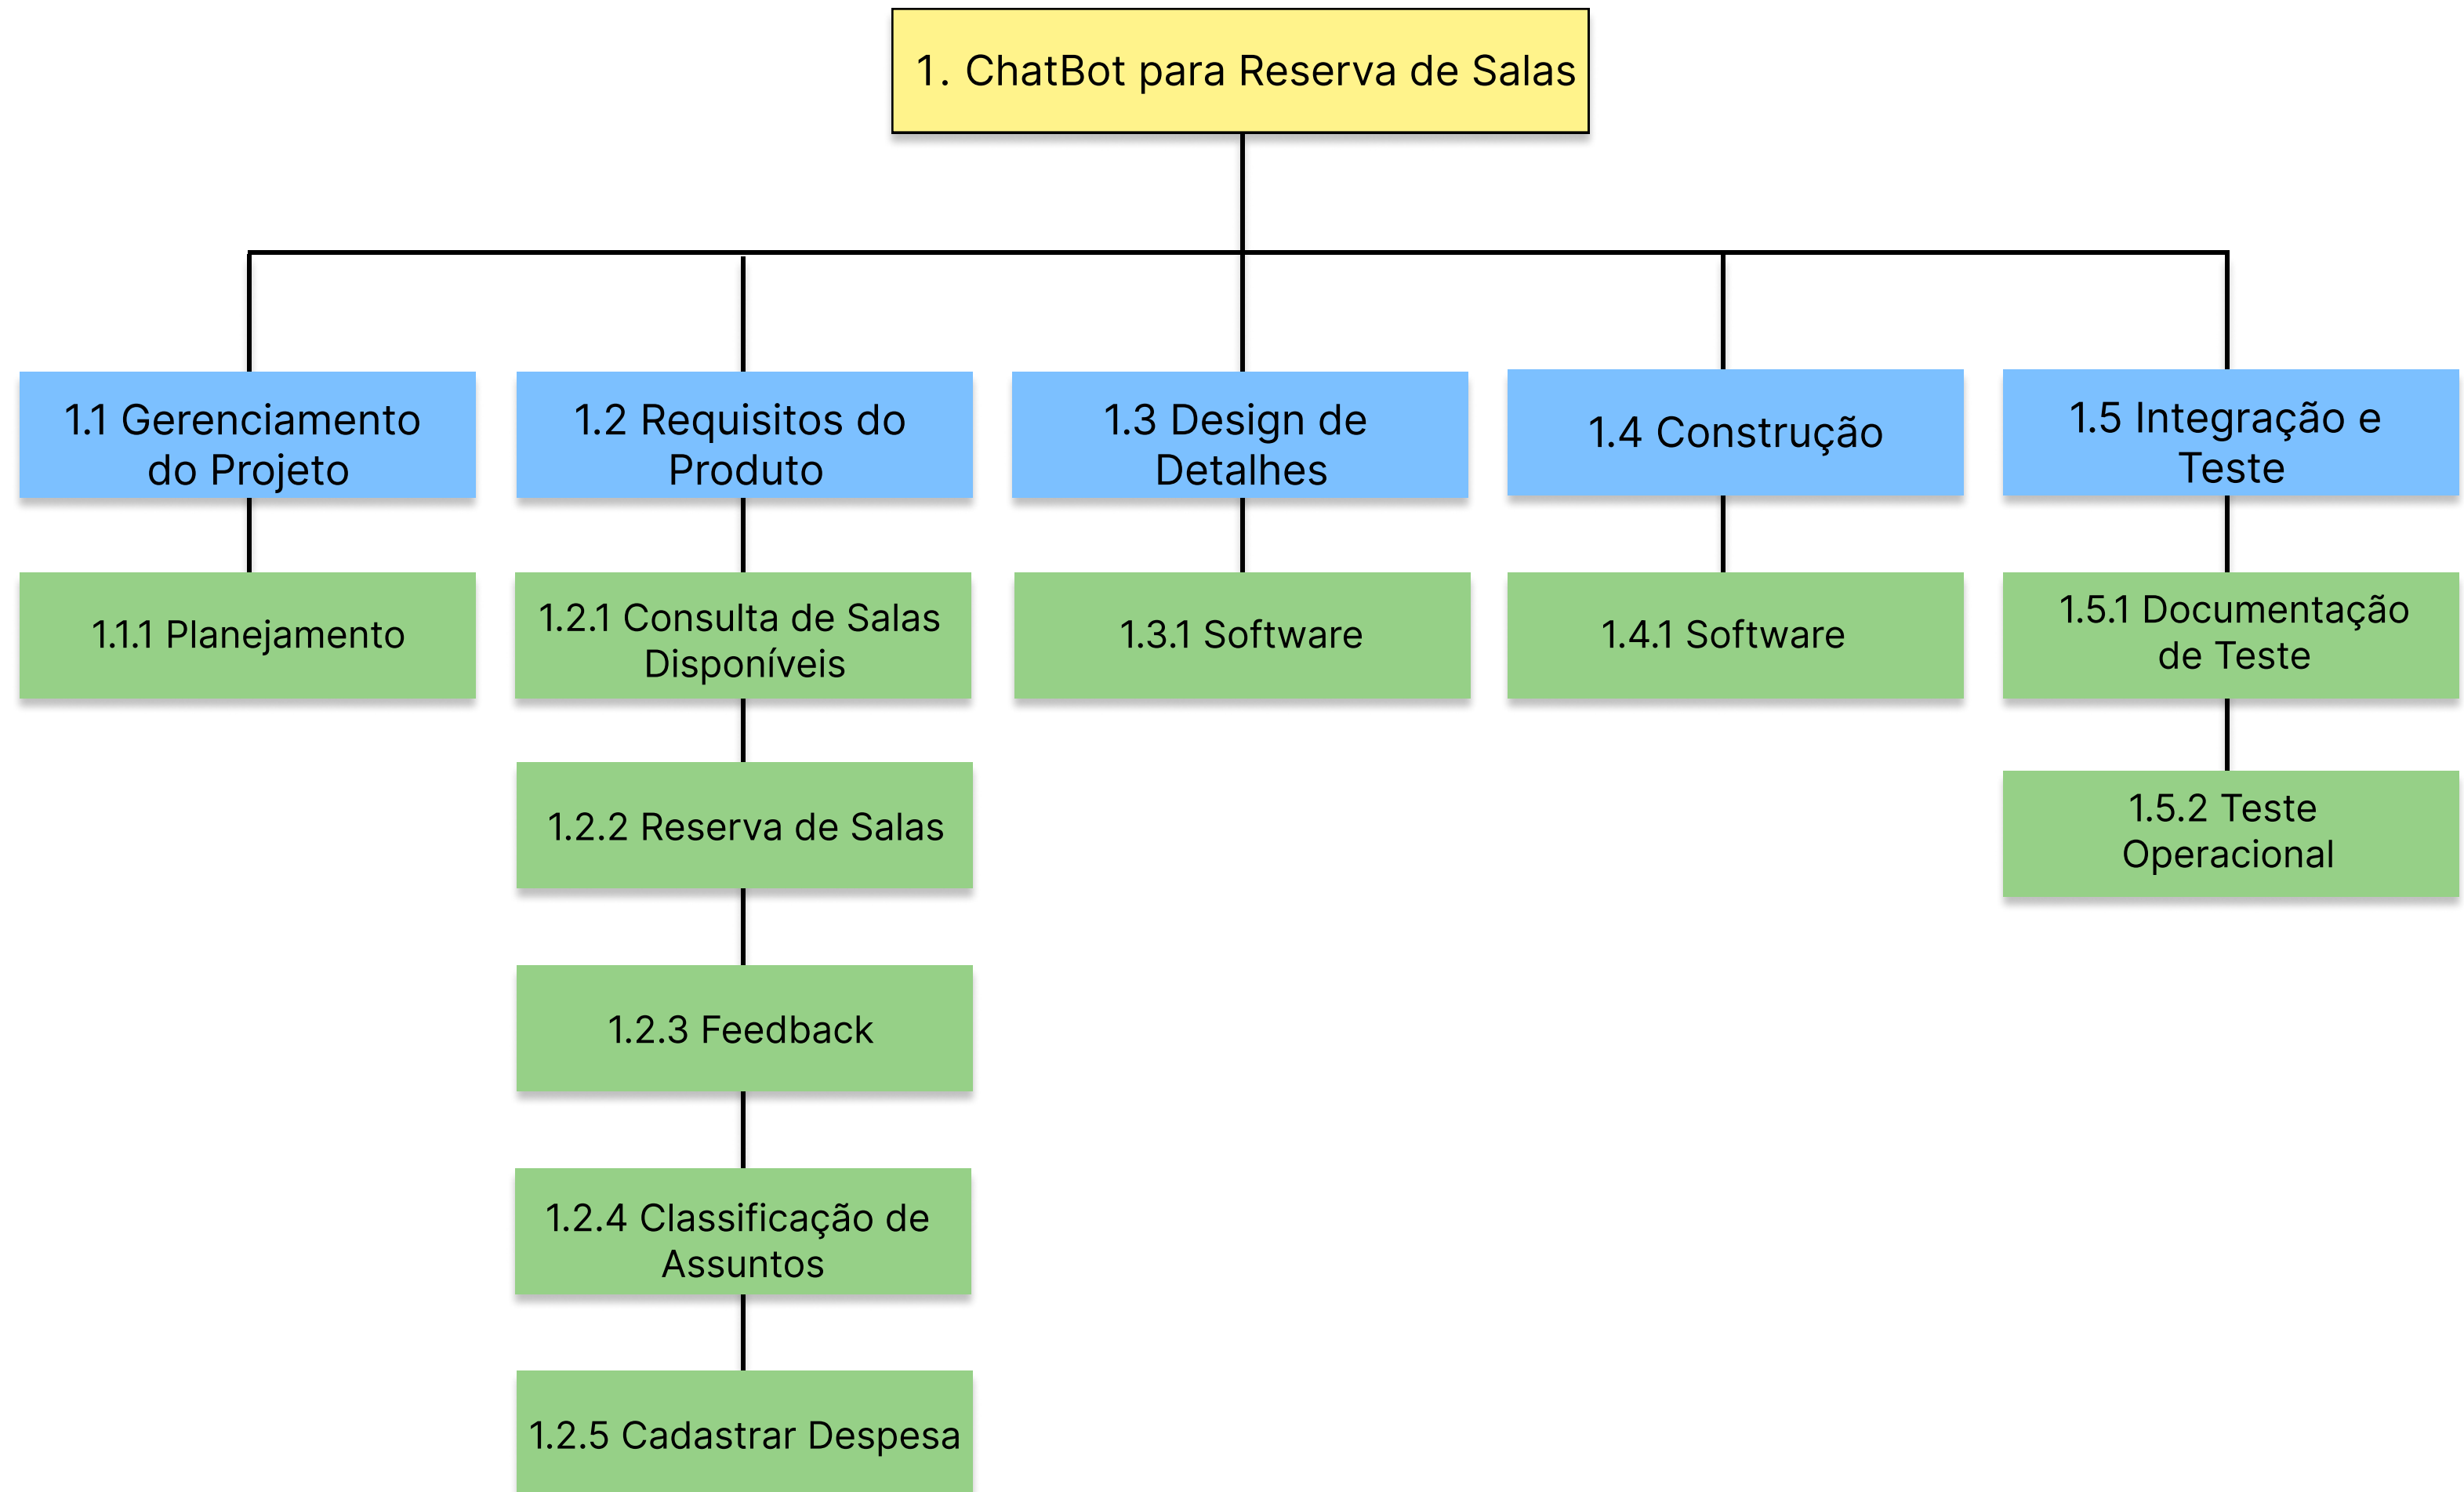 1. ChatBot para Reserva de Salas
1.1 Gerenciamento
do Projeto
1.2 Requisitos do
Produto
1.3 Design de
Detalhes
1.4 Construção
1.5 Integração e
Teste
1.1.1 Planejamento
1.2.1 Consulta de Salas
Disponíveis
1.3.1 Software
1.4.1 Software
1.5.1 Documentação
de Teste
1.2.2 Reserva de Salas
1.5.2 Teste
Operacional
1.2.3 Feedback
1.2.4 Classificação de
Assuntos
1.2.5 Cadastrar Despesa